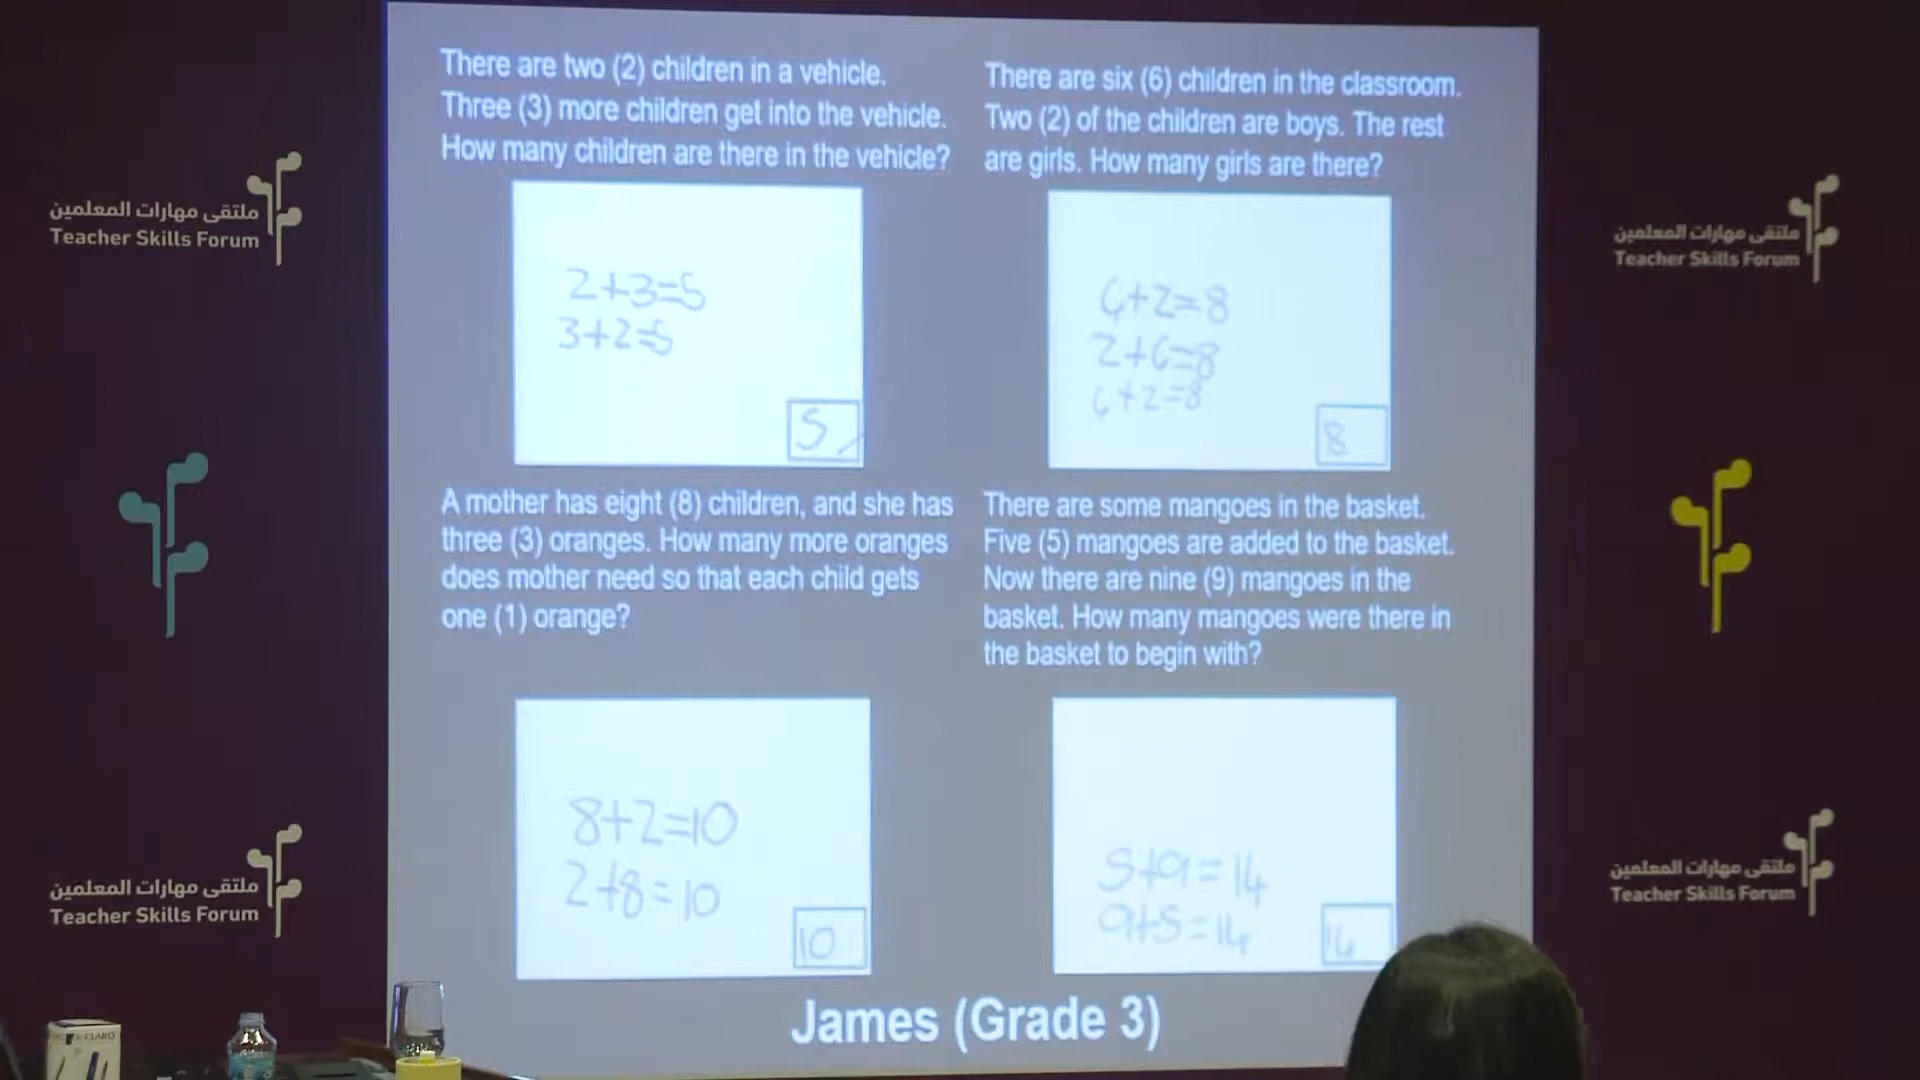 There are two (2) children in a vehicle.
Three (3) more children get into the vehicle.
How many children are there in the vehicle?
2+3=5
3+2=5
5
There are six (6) children in the classroom.
Two (2) of the children are boys. The rest
are girls. How many girls are there?
6+2=8
2+6=8
6+2=8
8
A mother has eight (8) children, and she has
three (3) oranges. How many more oranges
does mother need so that each child gets
one (1) orange?
8+2=10
2+8=10
10
There are some mangoes in the basket.
Five (5) mangoes are added to the basket.
Now there are nine (9) mangoes in the
basket. How many mangoes were there in
the basket to begin with?
5+9=14
9+5=14
14
James (Grade 3)
ملتقى مهارات المعلمين
Teacher Skills Forum
ملتقى مهارات المعلمين
Teacher Skills Forum
ملتقى مهارات المعلمين
Teacher Skills Forum
ملتقى مهارات المعلمين
Teacher Skills Forum